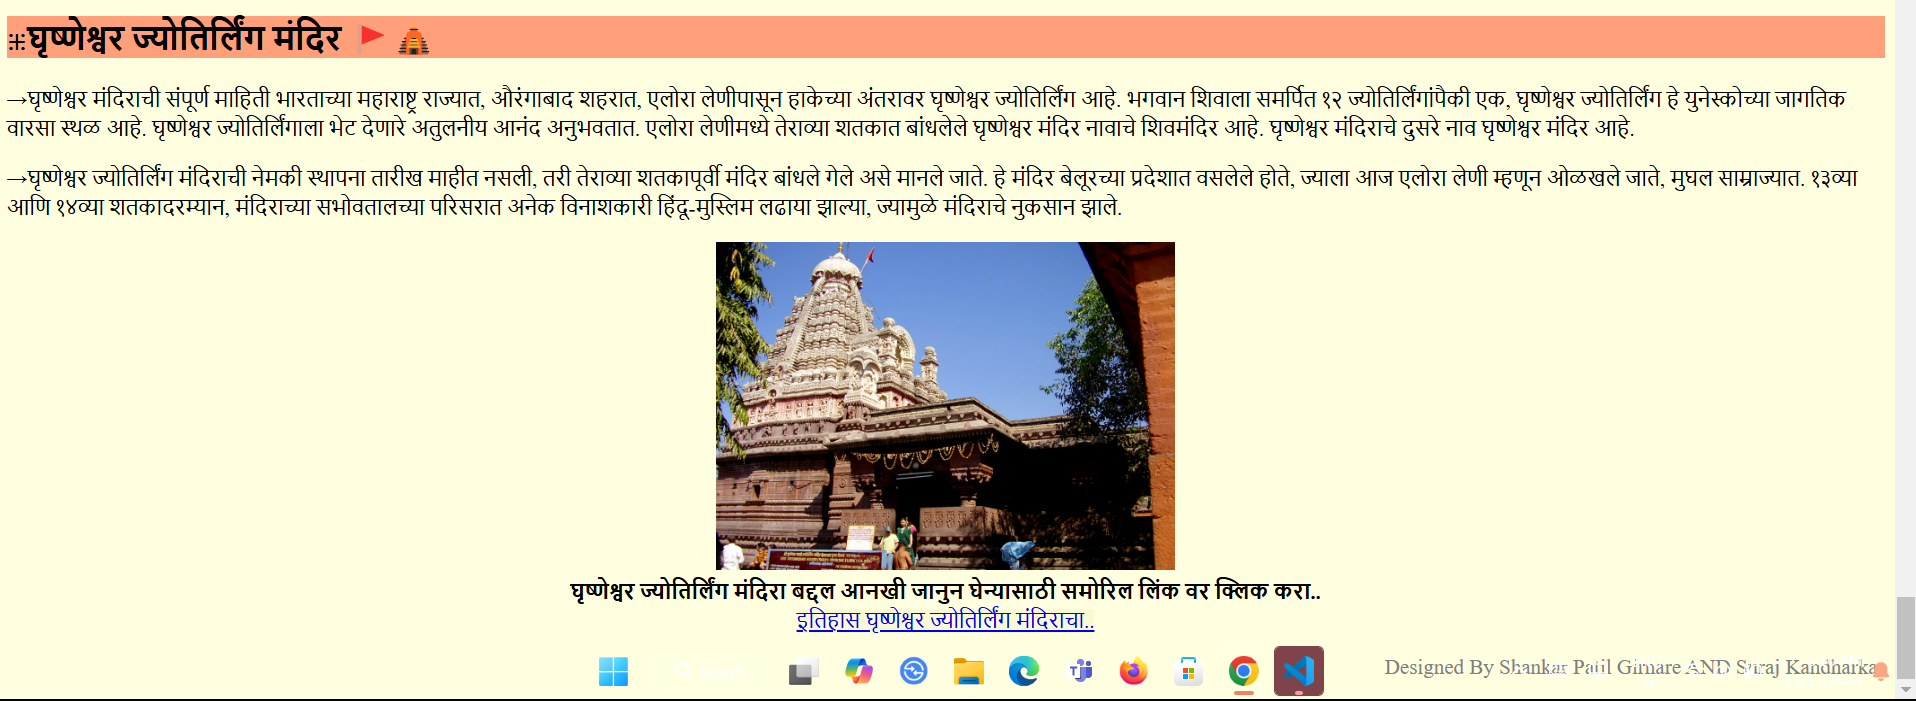 ⁜घृष्णेश्वर ज्योतिर्लिंग मंदिर 🚩 🛕
→घृष्णेश्वर मंदिराची संपूर्ण माहिती भारताच्या महाराष्ट्र राज्यात, औरंगाबाद शहरात, एलोरा लेणीपासून हाकेच्या अंतरावर घृष्णेश्वर ज्योतिर्लिंग आहे. भगवान शिवाला समर्पित १२ ज्योतिर्लिंगांपैकी एक, घृष्णेश्वर ज्योतिर्लिंग हे युनेस्कोच्या जागतिक
वारसा स्थळ आहे. घृष्णेश्वर ज्योतिर्लिंगाला भेट देणारे अतुलनीय आनंद अनुभवतात. एलोरा लेणीमध्ये तेराव्या शतकात बांधलेले घृष्णेश्वर मंदिर नावाचे शिवमंदिर आहे. घृष्णेश्वर मंदिराचे दुसरे नाव घृष्णेश्वर मंदिर आहे.
→घृष्णेश्वर ज्योतिर्लिंग मंदिराची नेमकी स्थापना तारीख माहीत नसली, तरी तेराव्या शतकापूर्वी मंदिर बांधले गेले असे मानले जाते. हे मंदिर बेलूरच्या प्रदेशात वसलेले होते, ज्याला आज एलोरा लेणी म्हणून ओळखले जाते, मुघल साम्राज्यात. १३व्या
आणि १४व्या शतकादरम्यान, मंदिराच्या सभोवतालच्या परिसरात अनेक विनाशकारी हिंदू-मुस्लिम लढाया झाल्या, ज्यामुळे मंदिराचे नुकसान झाले.
घृष्णेश्वर ज्योतिर्लिंग मंदिरा बद्दल आनखी जानुन घेन्यासाठी समोरिल लिंक वर क्लिक करा..
इतिहास घृष्णेश्वर ज्योतिर्लिंग मंदिराचा..
Designed By Shankar Patil Girhare AND Suraj Kandharka